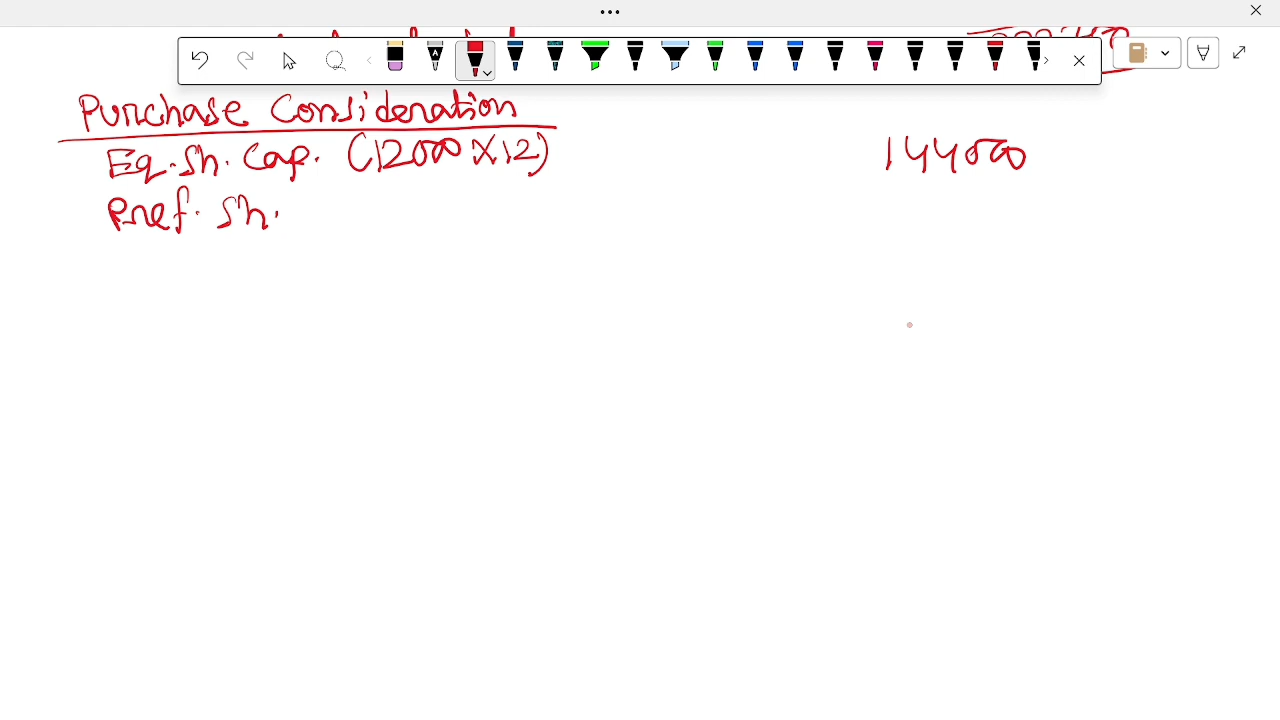 Purchase Consideration
Eq. Sh. Cap. (12000 X 12) 144000
Pref. Sh.